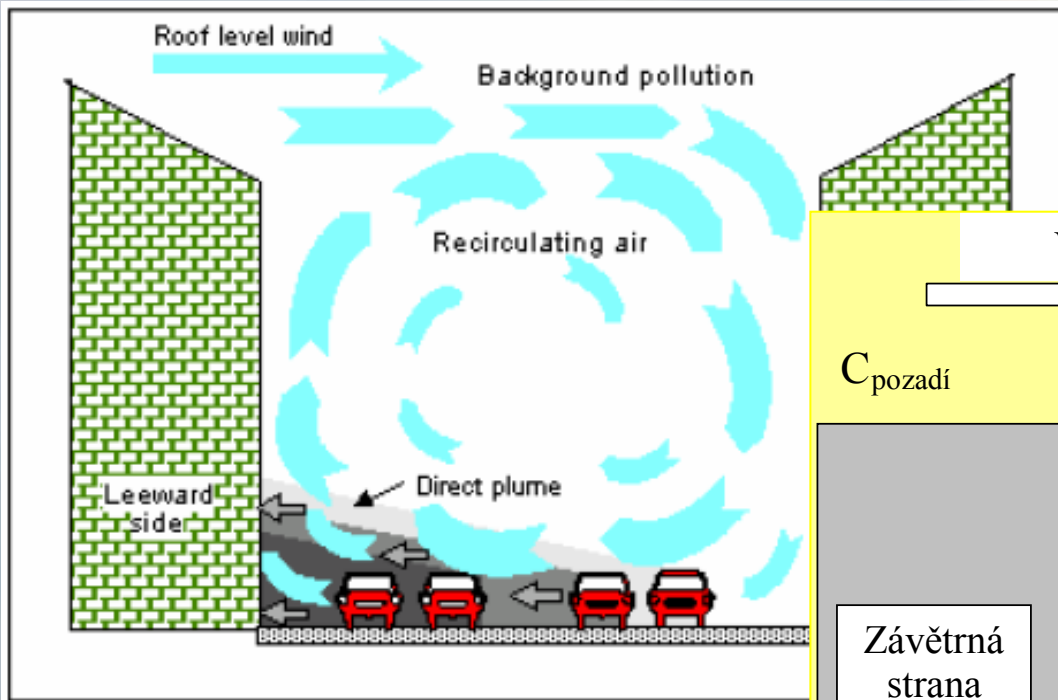 Roof level wind
Background pollution
Recirculating air
Cpozadí
Direct plume
Leeward
side
Závětrná
strana